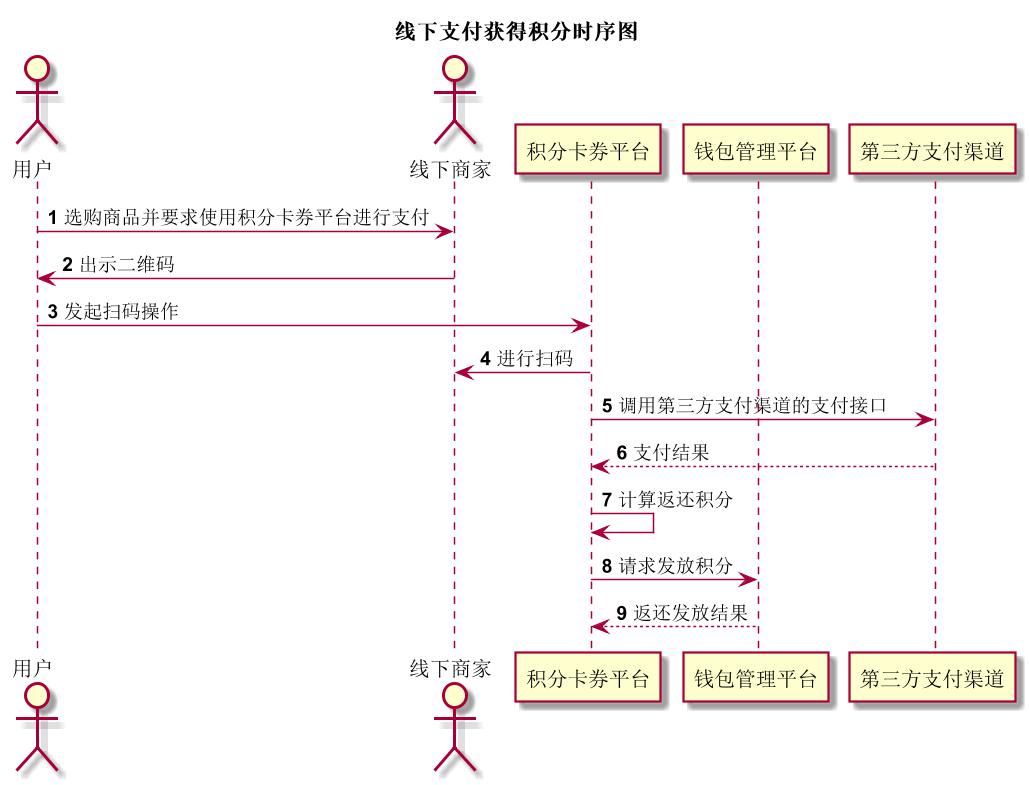 线下支付获得积分时序图
用户
线下商家
积分卡券平台
钱包管理平台
第三方支付渠道
1 选购商品并要求使用积分卡券平台进行支付
2 出示二维码
3 发起扫码操作
4 进行扫码
5 调用第三方支付渠道的支付接口
6 支付结果
7 计算返还积分
8 请求发放积分
9 返还发放结果
用户
线下商家
积分卡券平台
钱包管理平台
第三方支付渠道